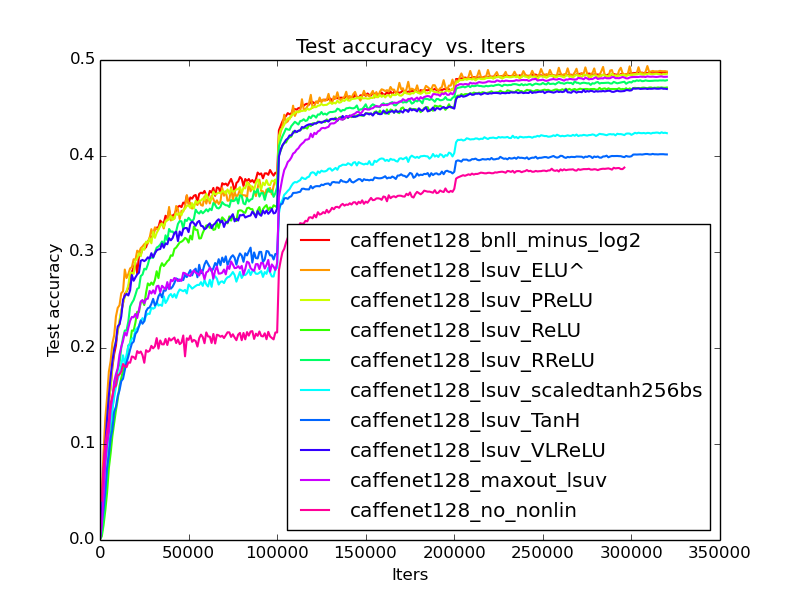 Test accuracy  vs. Iters
0.5
0.4
0.3
0.2
0.1
0.0
Test accuracy
caffenet128_bnll_minus_log2
caffenet128_lsuv_ELU^
caffenet128_lsuv_PReLU
caffenet128_lsuv_ReLU
caffenet128_lsuv_RReLU
caffenet128_lsuv_scaledtanh256bs
caffenet128_lsuv_TanH
caffenet128_lsuv_VLReLU
caffenet128_maxout_lsuv
caffenet128_no_nonlin
0 50000 100000 150000 200000 250000 300000 350000
Iters